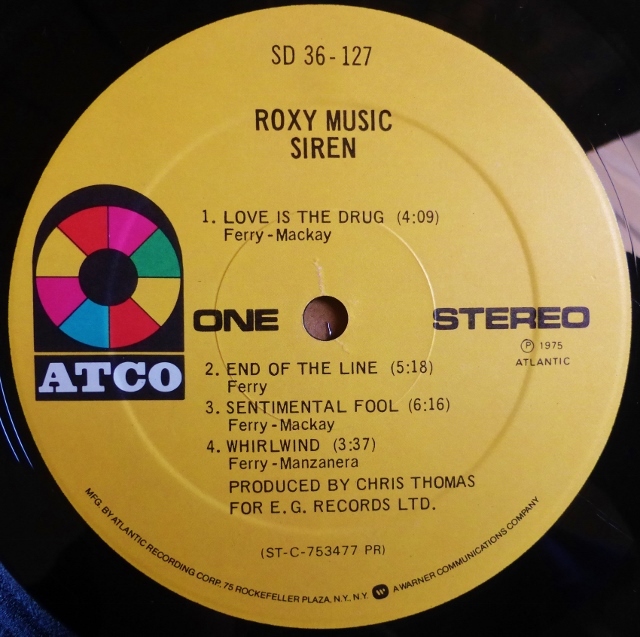 SD 36-127
ROXY MUSIC
SIREN
1. LOVE IS THE DRUG (4:09)
Ferry-Mackay
ONE
STEREO
Ⓟ 1975
ATLANTIC
ATCO
2. END OF THE LINE (5:18)
Ferry
3. SENTIMENTAL FOOL (6:16)
Ferry-Mackay
4. WHIRLWIND (3:37)
Ferry-Manzanera
PRODUCED BY CHRIS THOMAS
FOR E.G. RECORDS LTD.
(ST-C-753477 PR)
MFG. BY ATLANTIC RECORDING CORP., 75 ROCKEFELLER PLAZA, N.Y., N.Y. W A WARNER COMMUNICATIONS COMPANY